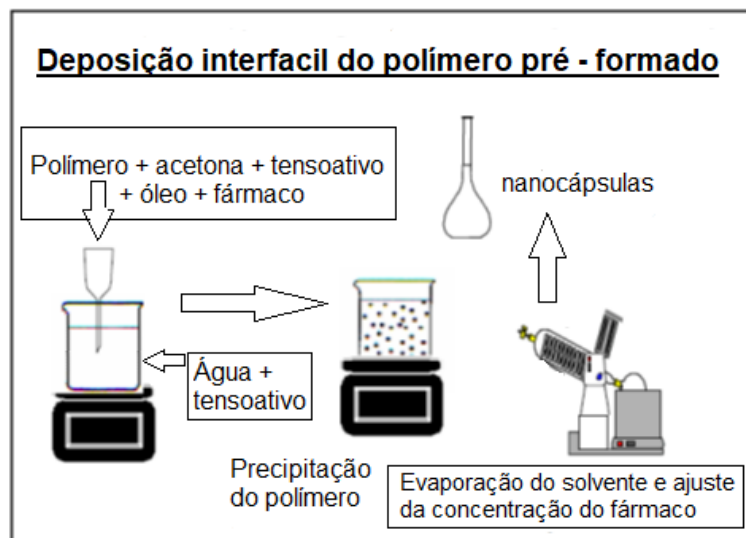 Deposição interfacil do polímero pré - formado
Polímero + acetona + tensoativo
+ óleo + fármaco
nanocápsulas
Água +
tensoativo
Precipitação
do polímero
Evaporação do solvente e ajuste
da concentração do fármaco